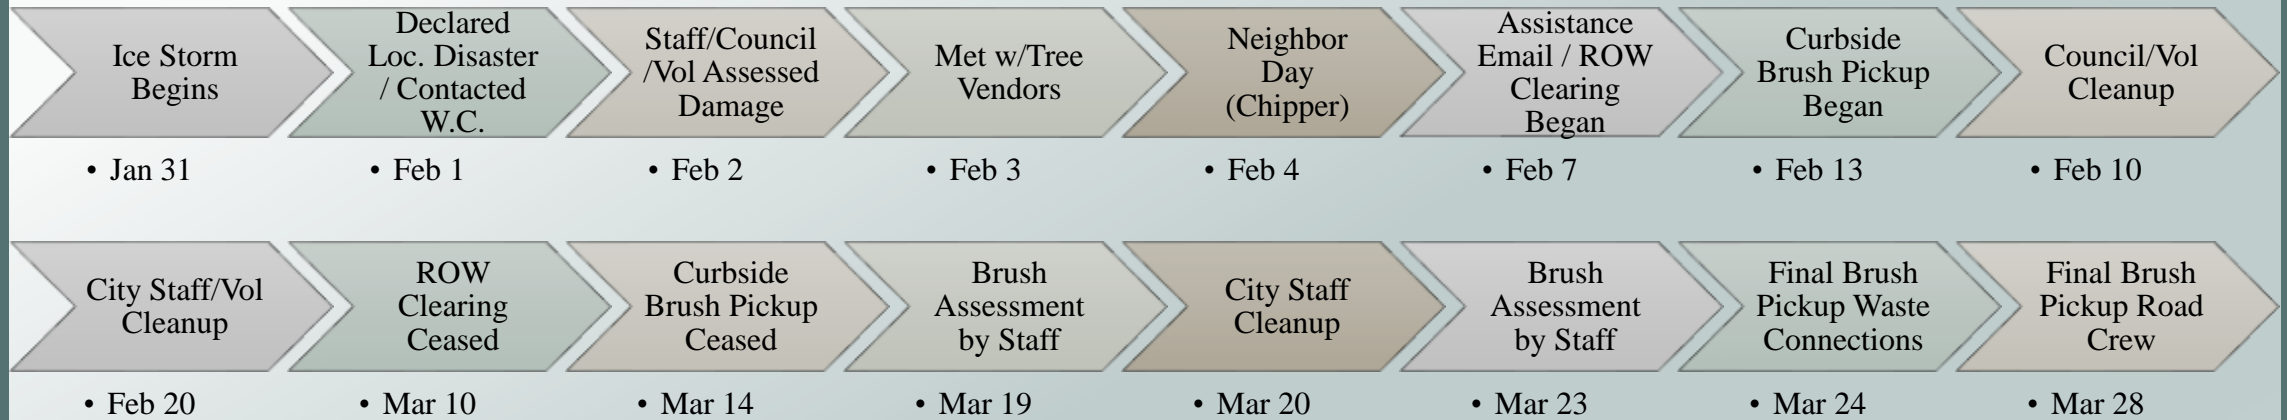 Ice Storm
Begins
Declared
Loc. Disaster
/ Contacted
W.C.
Staff/Council
/Vol Assessed
Damage
Met w/Tree
Vendors
Neighbor
Day
(Chipper)
Assistance
Email / ROW
Clearing
Began
Curbside
Brush Pickup
Began
Council/Vol
Cleanup
• Jan 31
• Feb 1
• Feb 2
• Feb 3
• Feb 4
• Feb 7
• Feb 13
• Feb 10
City Staff/Vol
Cleanup
ROW
Clearing
Ceased
Curbside
Brush Pickup
Ceased
Brush
Assessment
by Staff
City Staff
Cleanup
Brush
Assessment
by Staff
Final Brush
Pickup Waste
Connections
Final Brush
Pickup Road
Crew
• Feb 20
• Mar 10
• Mar 14
• Mar 19
• Mar 20
• Mar 23
• Mar 24
• Mar 28